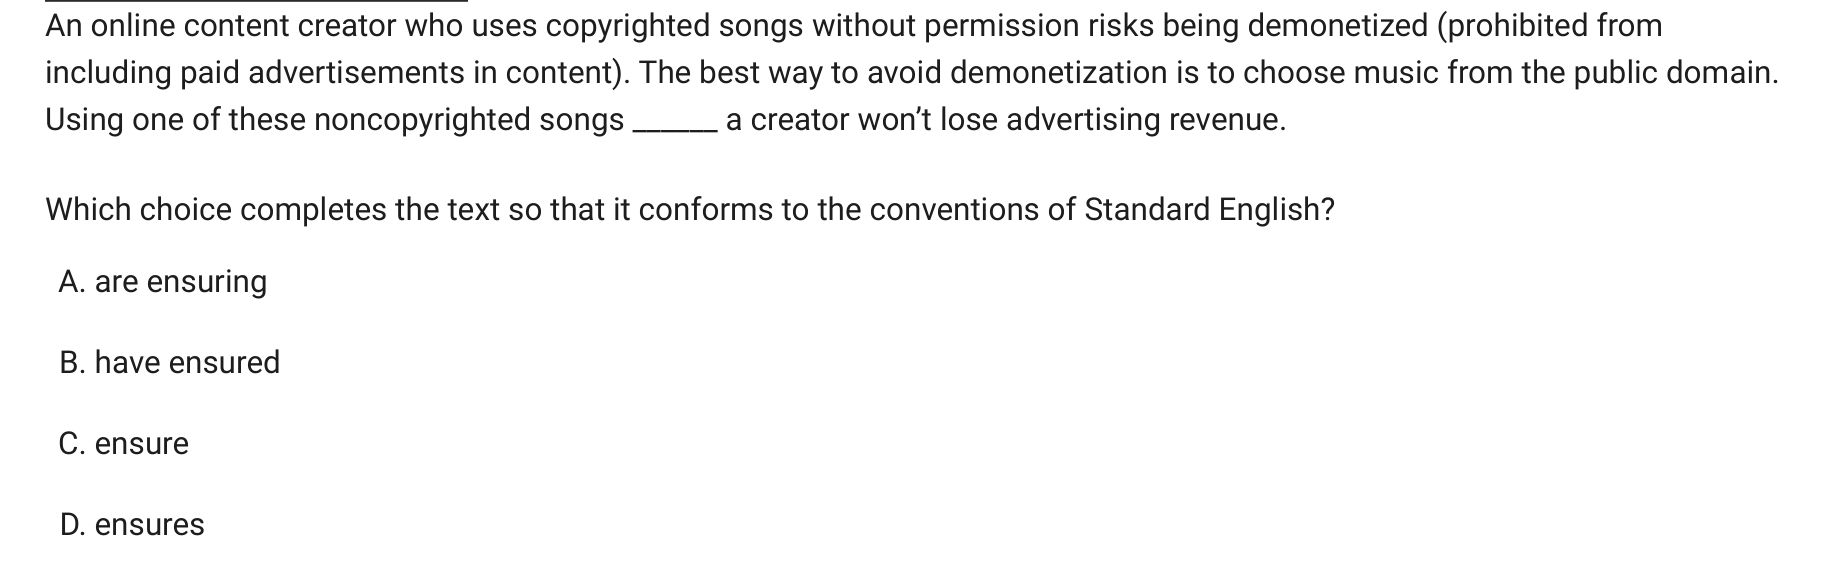 An online content creator who uses copyrighted songs without permission risks being demonetized (prohibited from
including paid advertisements in content). The best way to avoid demonetization is to choose music from the public domain.
Using one of these noncopyrighted songs ______ a creator won't lose advertising revenue.
Which choice completes the text so that it conforms to the conventions of Standard English?
A. are ensuring
B. have ensured
C. ensure
D. ensures